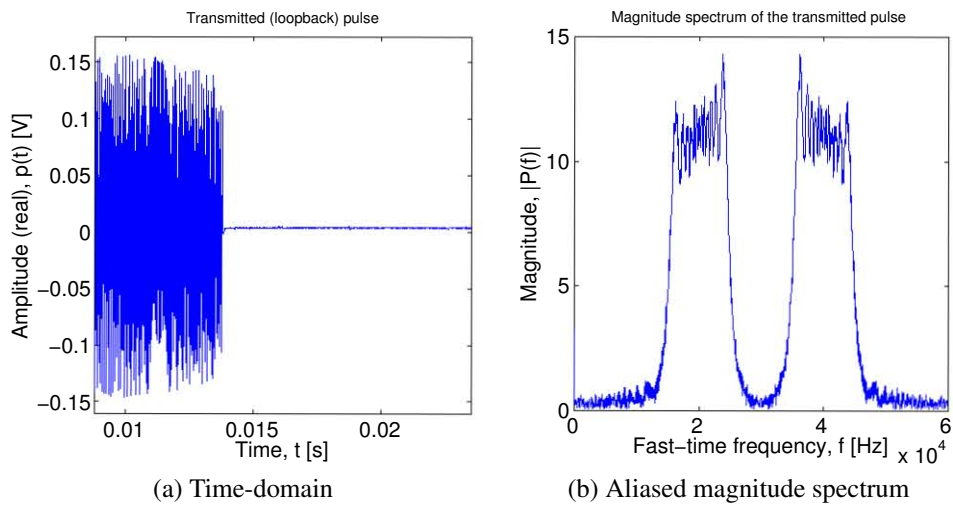 Transmitted (loopback) pulse
Amplitude (real), p(t) [V]
0.15
0.1
0.05
0
−0.05
−0.1
−0.15
0.01
0.015
0.02
Time, t [s]
(a) Time-domain
Magnitude spectrum of the transmitted pulse
Magnitude, |P(f)|
15
10
5
0
0
2
4
6
Fast−time frequency, f [Hz]
x 10^4
(b) Aliased magnitude spectrum